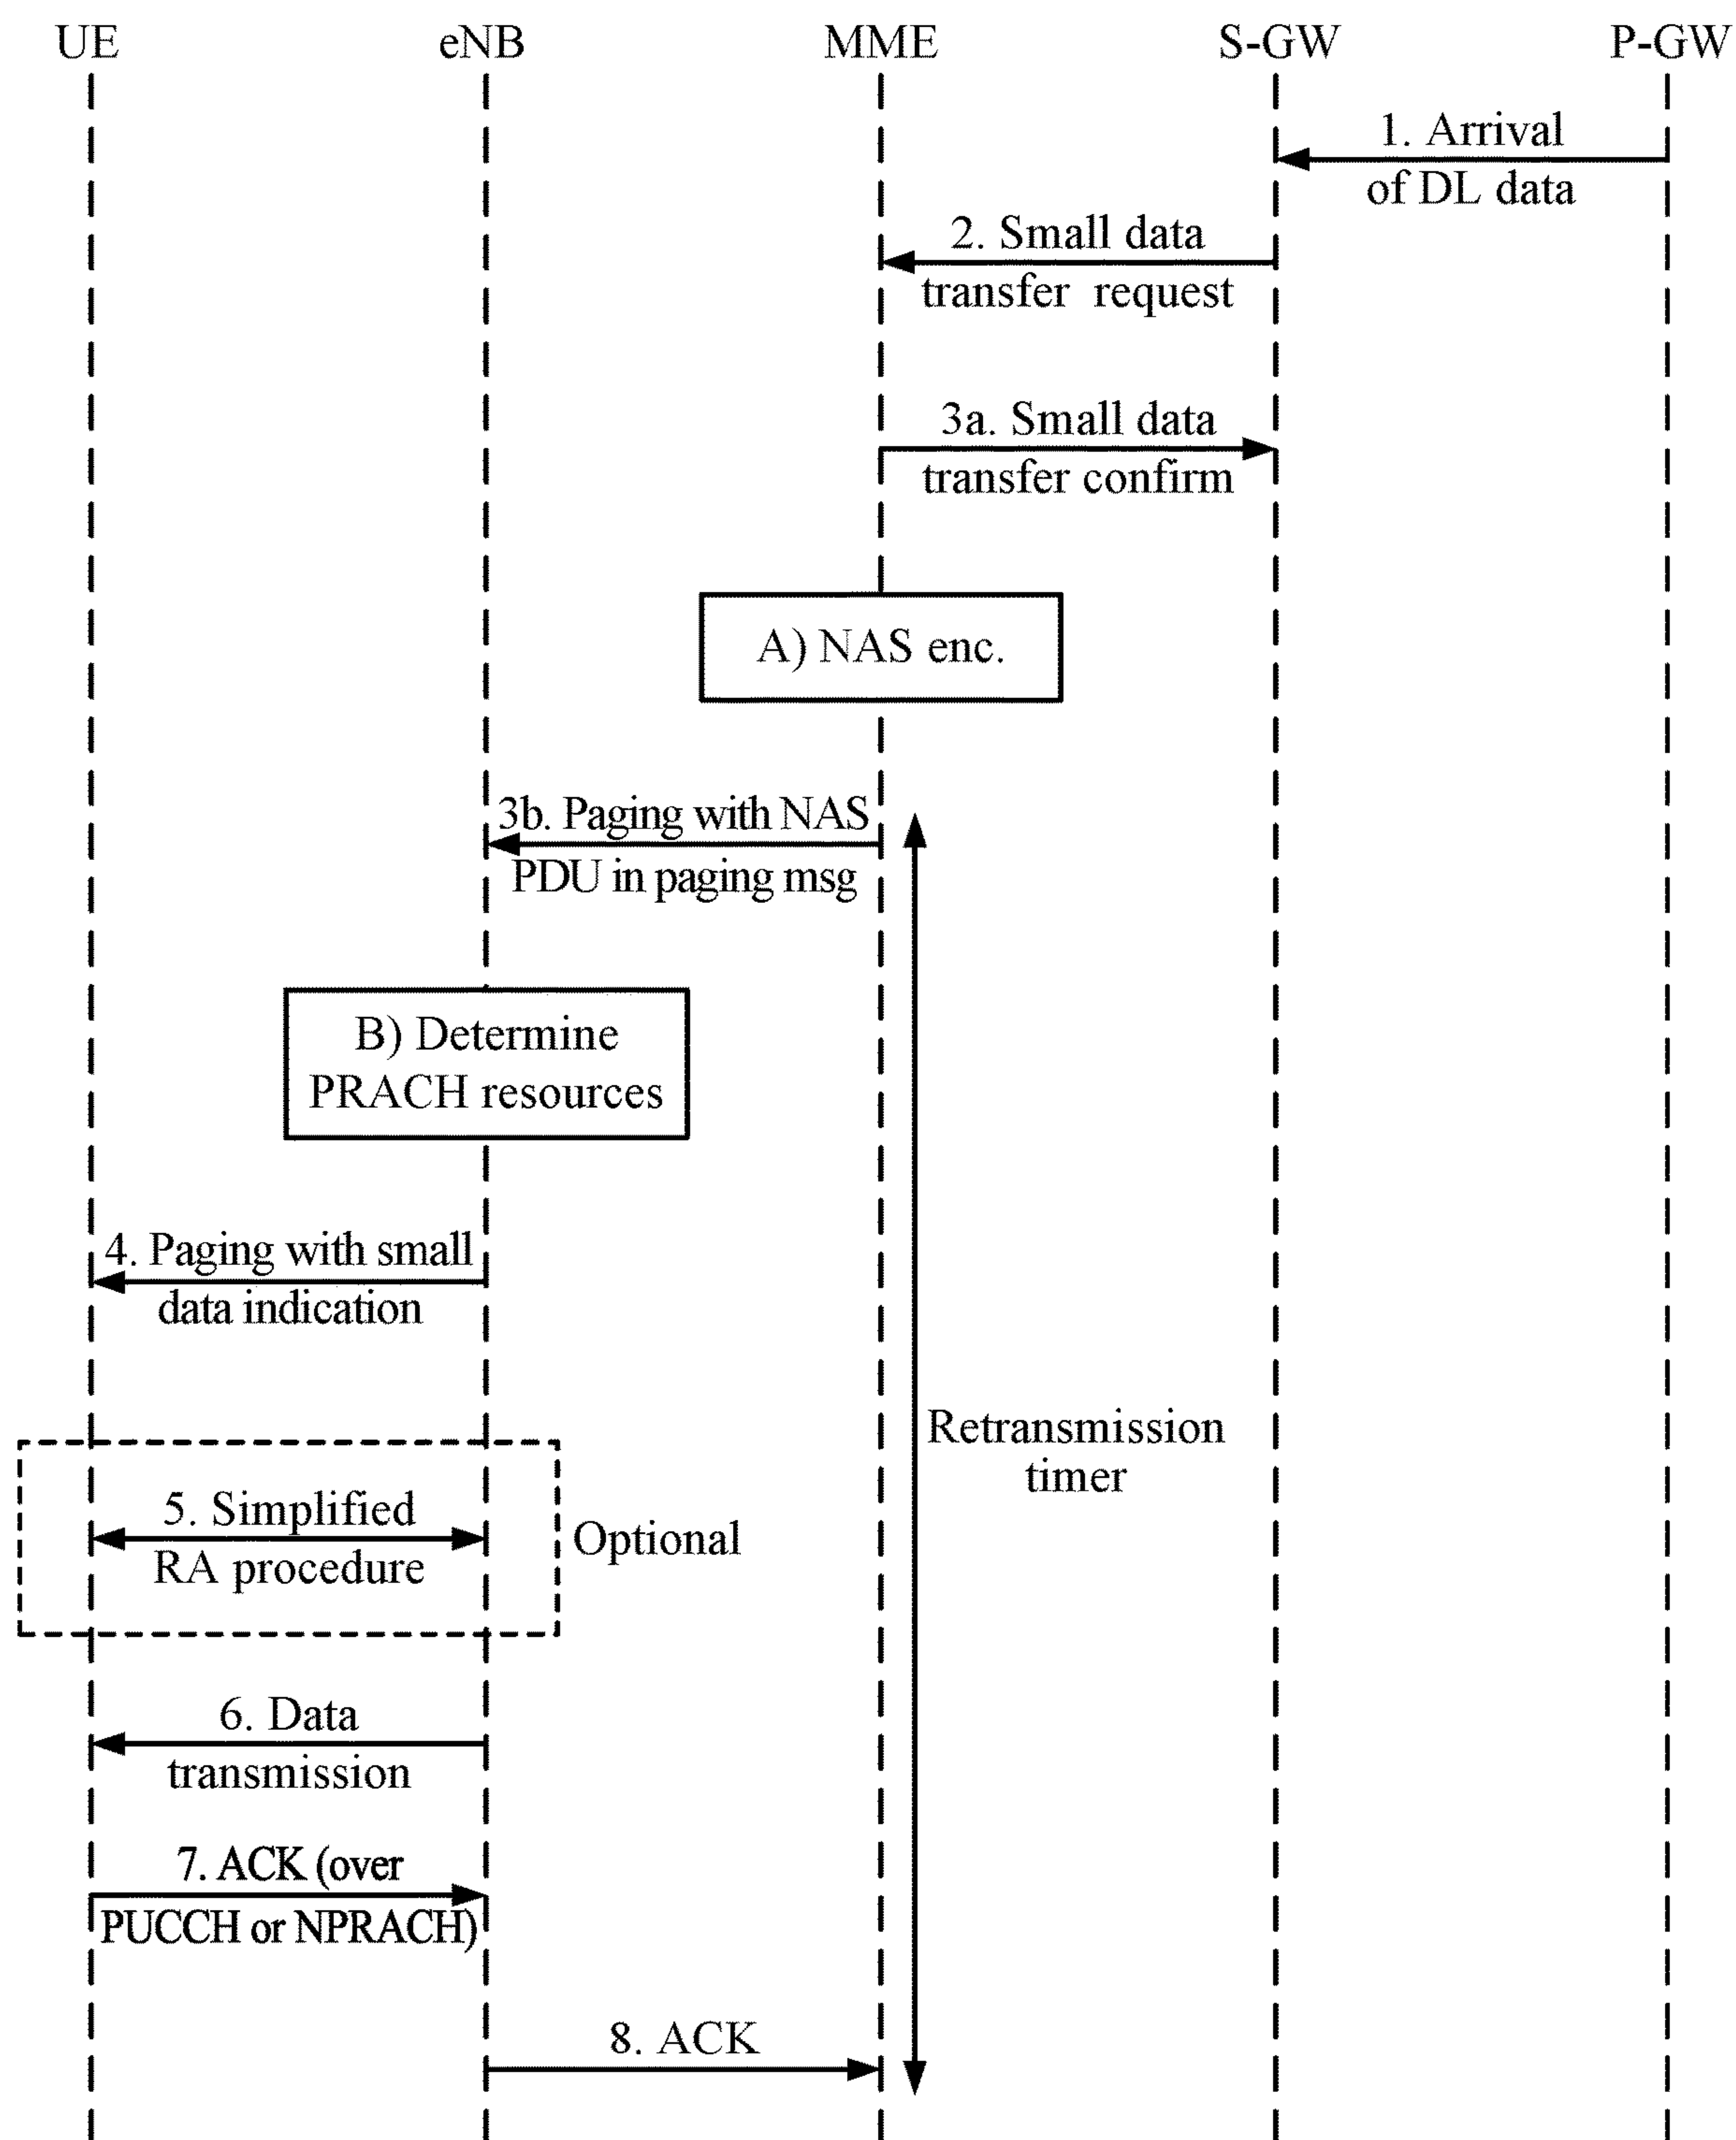 UE eNB MME S-GW P-GW
1. Arrival
of DL data
2. Small data
transfer request
3a. Small data
transfer confirm
A) NAS enc.
3b. Paging with NAS
PDU in paging msg
B) Determine
PRACH resources
4. Paging with small
data indication
Retransmission
timer
5. Simplified
RA procedure
Optional
6. Data
transmission
7. ACK (over
PUCCH or NPRACH)
8. ACK